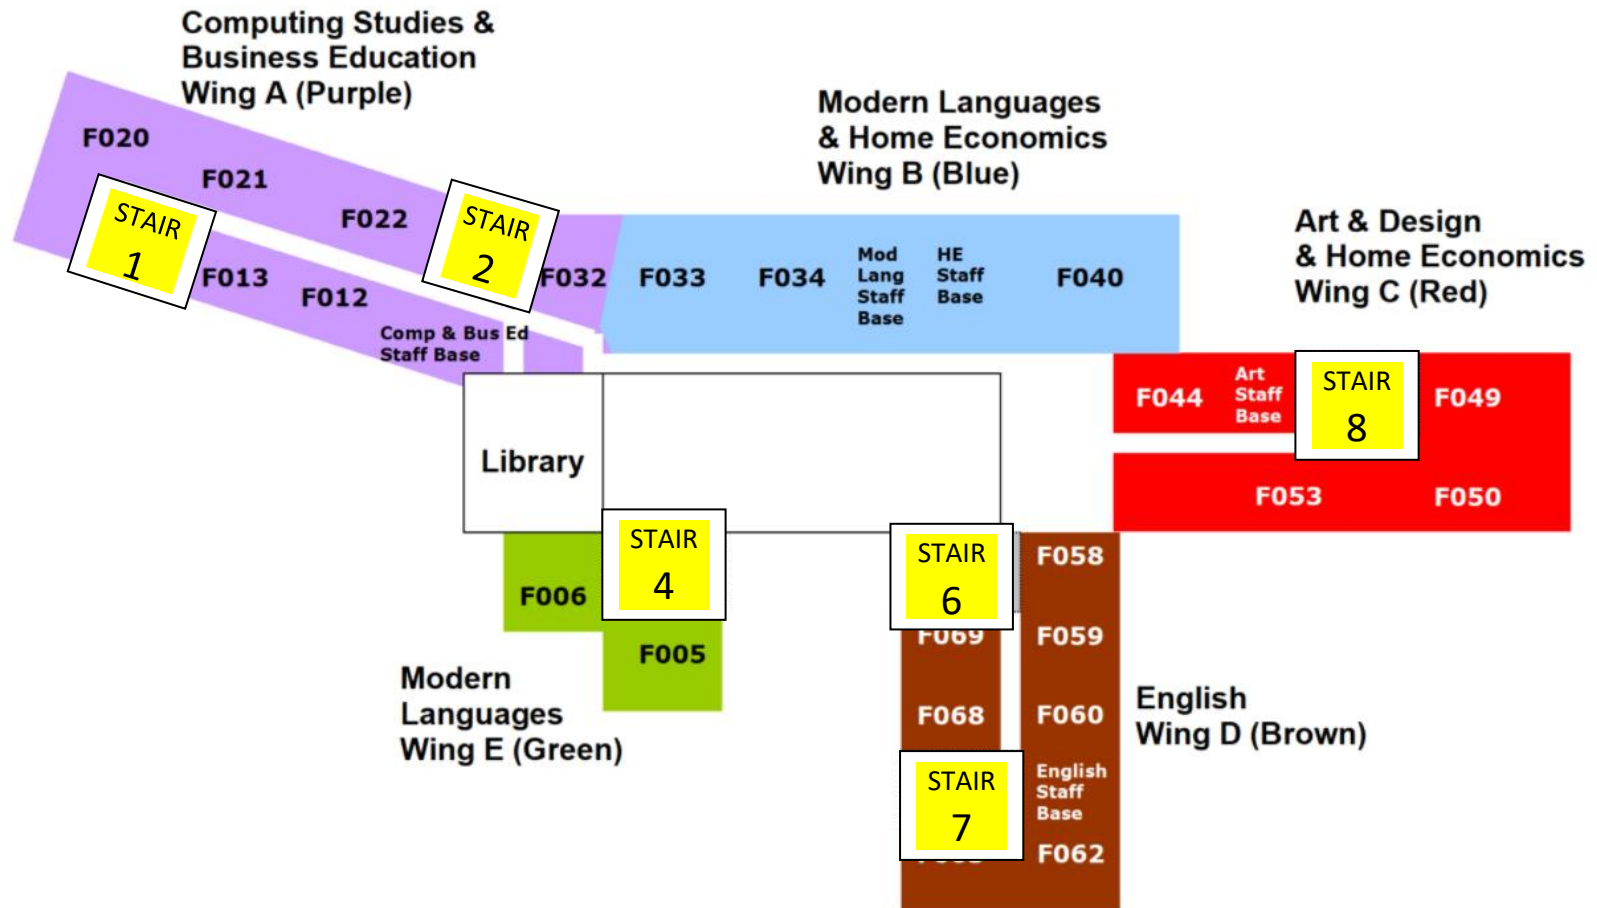 Computing Studies &
Business Education
Wing A (Purple)
F020
F021
F022
STAIR
1
STAIR
2
F013
F012
Comp & Bus Ed
Staff Base
F032
Modern Languages
& Home Economics
Wing B (Blue)
F033
F034
Mod
Lang
Staff
Base
HE
Staff
Base
F040
Art & Design
& Home Economics
Wing C (Red)
F044
Art
Staff
Base
STAIR
8
F049
F053
F050
Library
STAIR
4
F006
F005
Modern
Languages
Wing E (Green)
STAIR
6
F058
F069
F059
F068
F060
STAIR
7
English
Staff
Base
F062
English
Wing D (Brown)